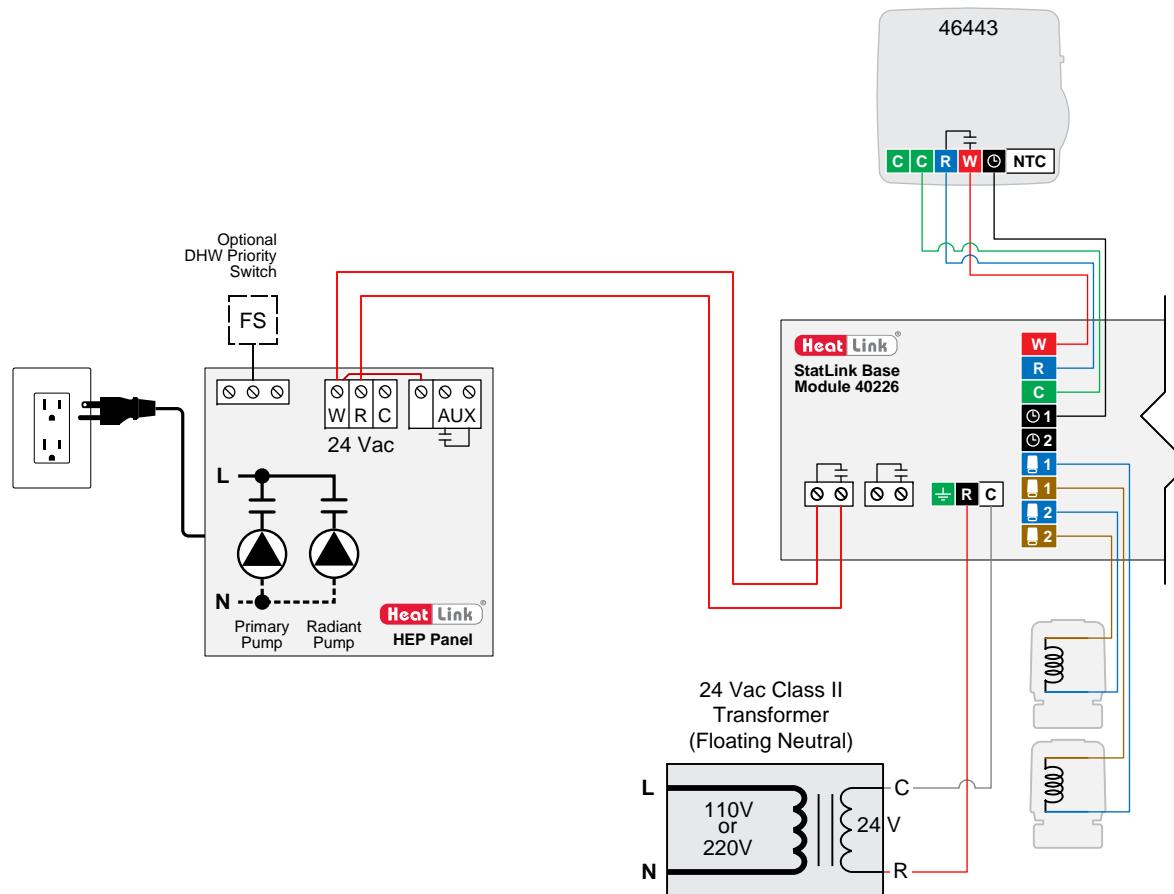 46443
C C R W NTC
Optional
DHW Priority
Switch
FS
W R C
AUX
24 Vac
L
N
Primary
Pump
Radiant
Pump
Heat Link®
HEP Panel
Heat Link®
StatLink Base
Module 40226
W
R
C
1
2
1
1
2
2
R C
24 Vac Class II
Transformer
(Floating Neutral)
L
N
110V
or
220V
24 V
C
R